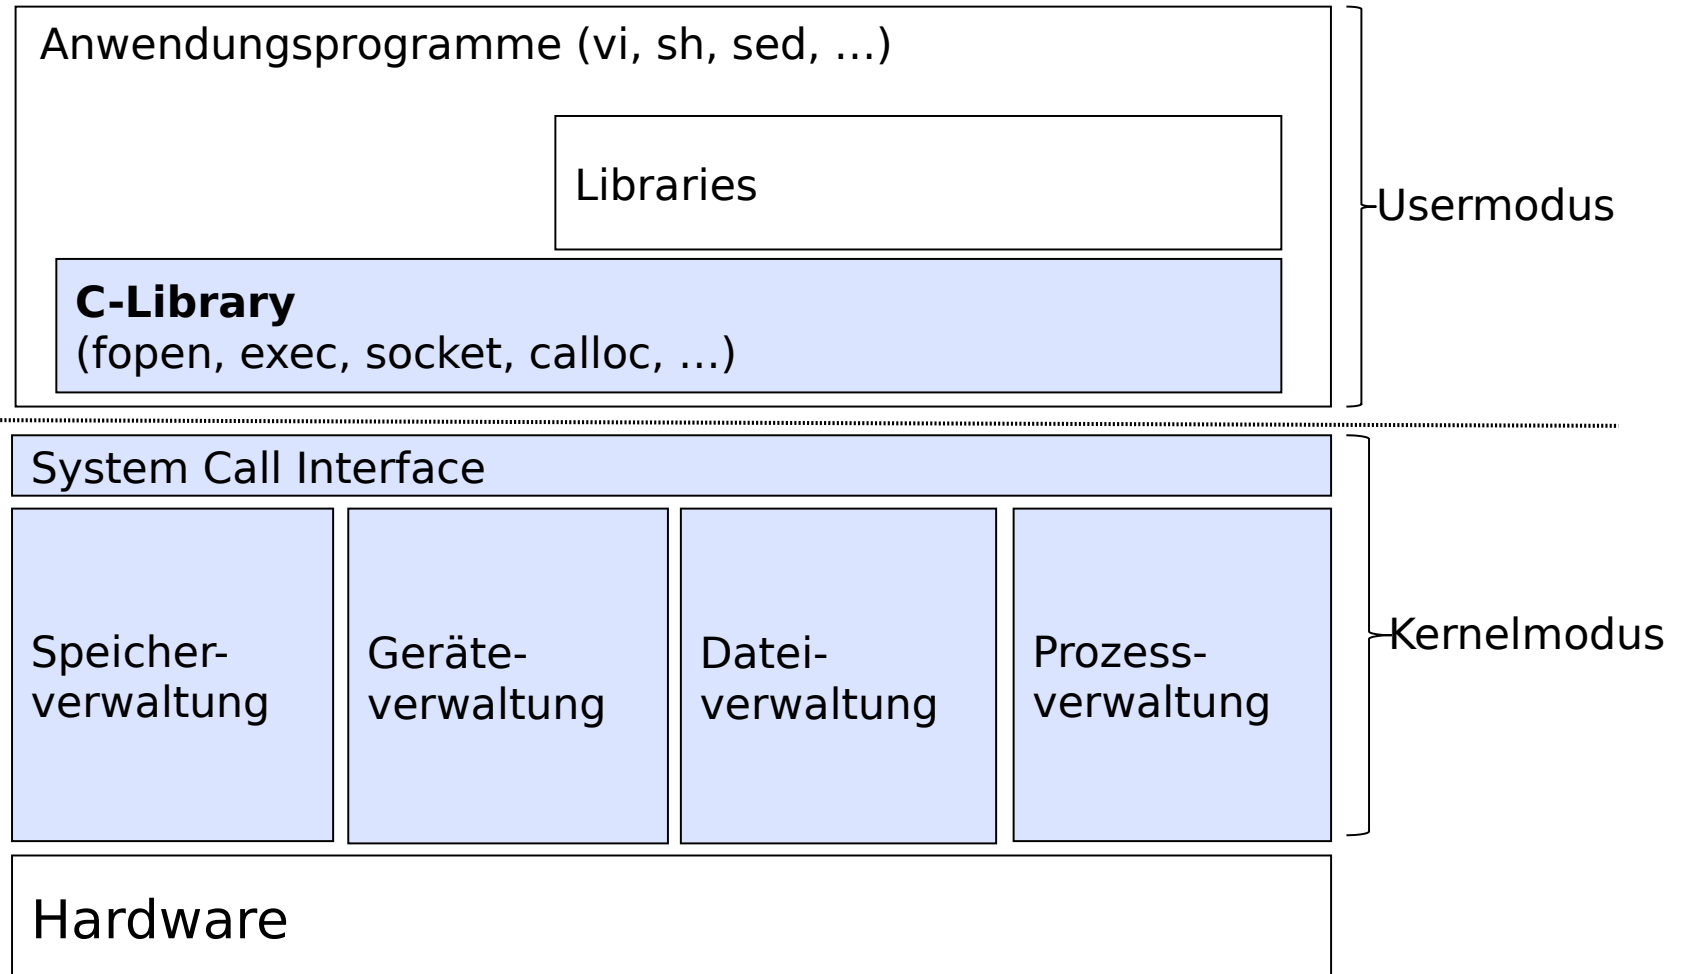 Anwendungsprogramme (vi, sh, sed, ...)
Libraries
Usermodus
C-Library
(fopen, exec, socket, calloc, ...)
System Call Interface
Speicher-
verwaltung
Geräte-
verwaltung
Datei-
verwaltung
Prozess-
verwaltung
Kernelmodus
Hardware